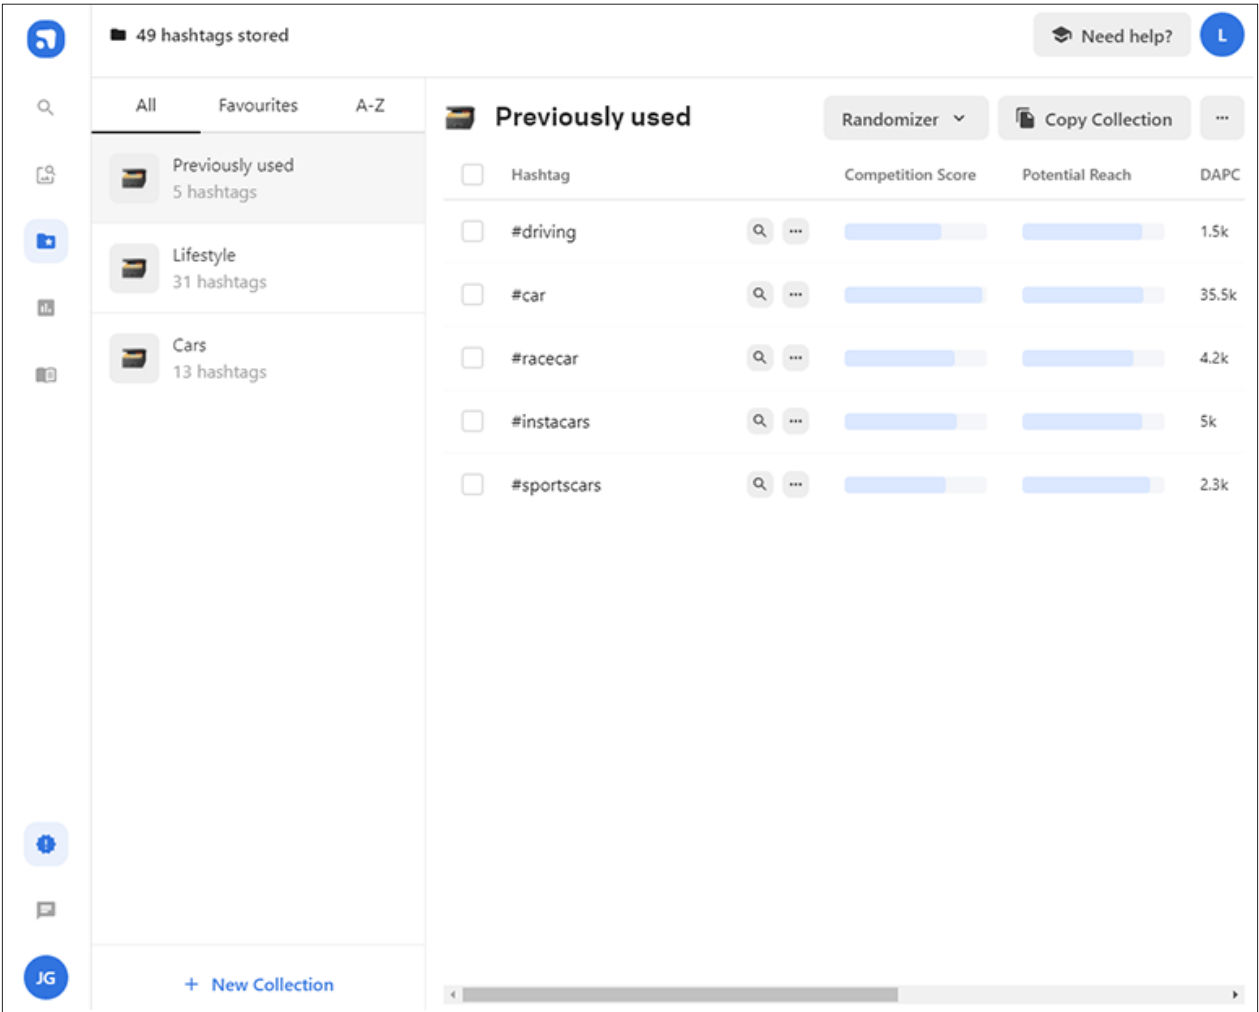 49 hashtags stored
Need help?
L
All Favourites A-Z
Previously used
5 hashtags
Lifestyle
31 hashtags
Cars
13 hashtags
+ New Collection
JG
Previously used
Randomizer
Copy Collection
Hashtag Competition Score Potential Reach DAPC
#driving 1.5k
#car 35.5k
#racecar 4.2k
#instacars 5k
#sportscars 2.3k